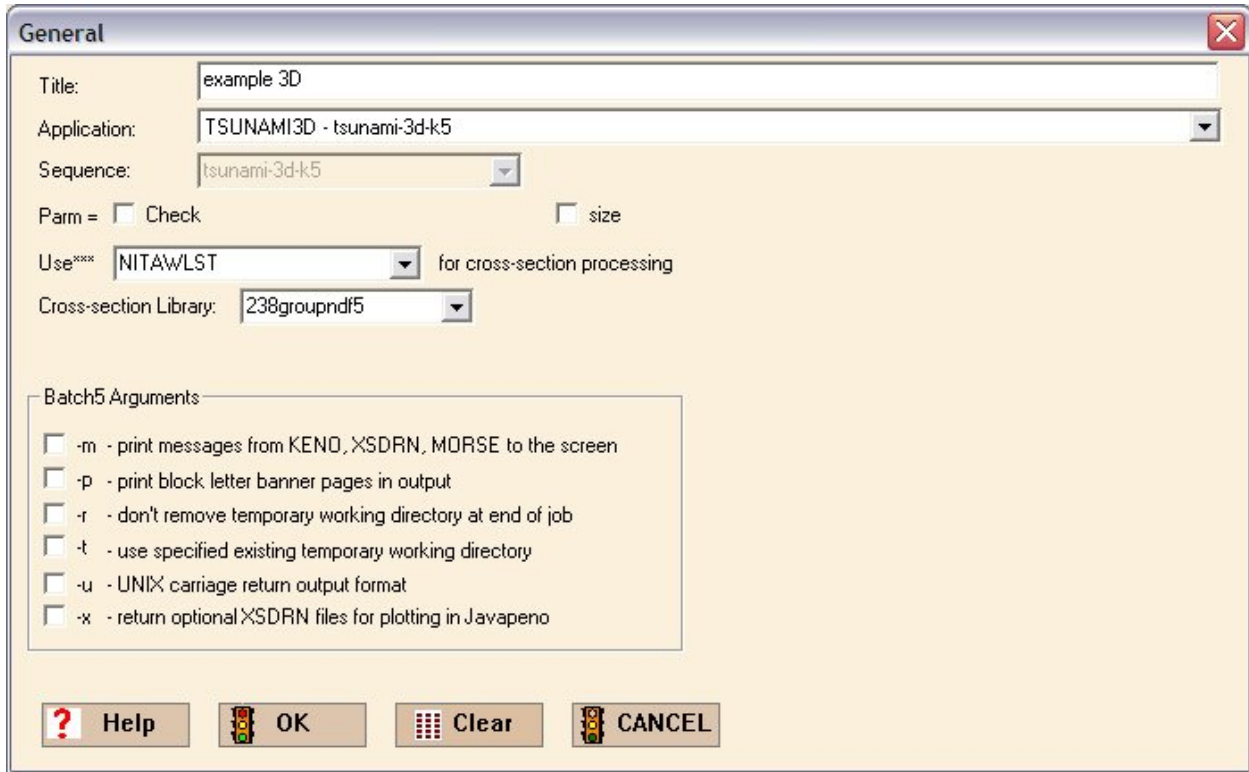 General
Title: example 3D
Application: TSUNAMI3D - tsunami-3d-k5
Sequence: tsunami-3d-k5
Parm = Check size
Use*** NITAWLST for cross-section processing
Cross-section Library: 238groupndf5
Batch5 Arguments
-m - print messages from KENO, XSDRN, MORSE to the screen
-p - print block letter banner pages in output
-r - don't remove temporary working directory at end of job
-t - use specified existing temporary working directory
-u - UNIX carriage return output format
-x - return optional XSDRN files for plotting in Javapeno
? Help OK Clear CANCEL